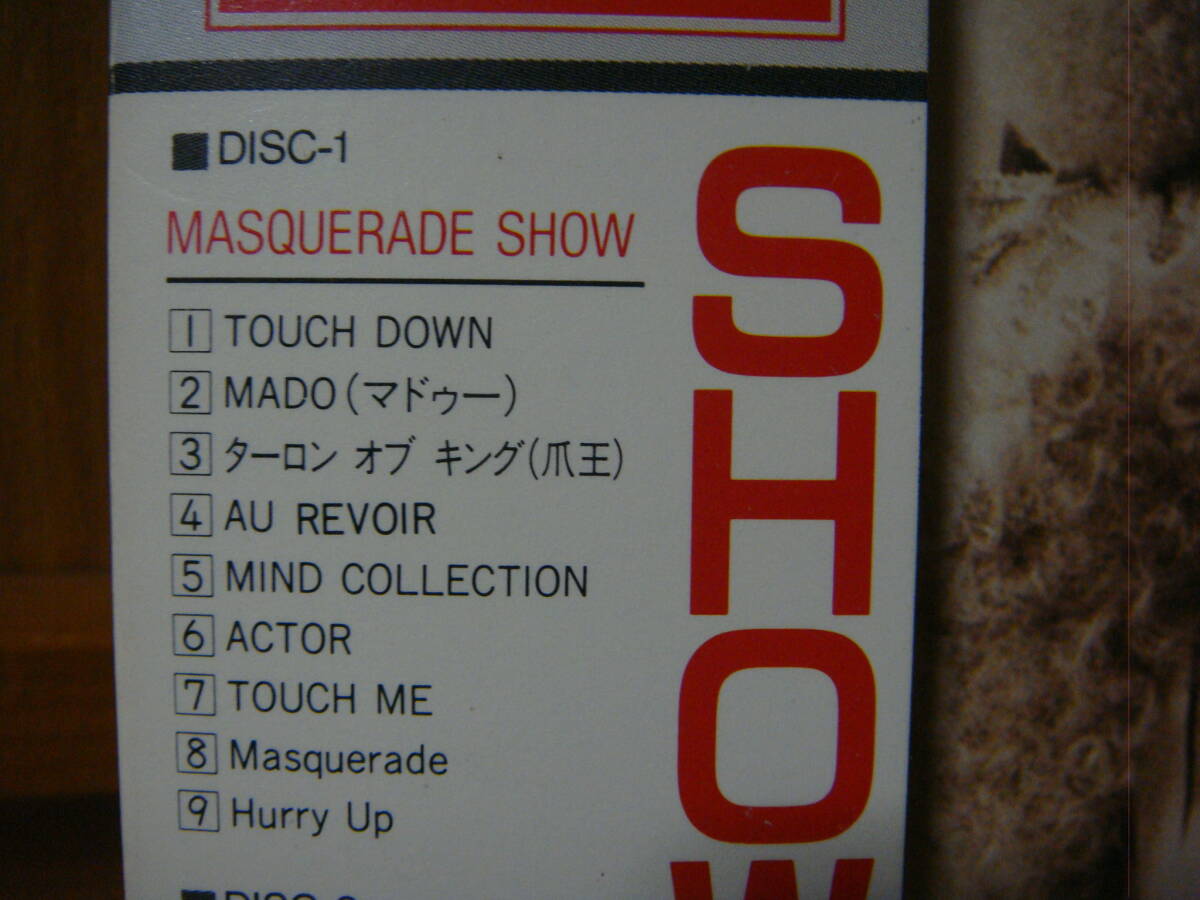 ■DISC-1
MASQUERADE SHOW
1 TOUCH DOWN
2 MADO(マドゥー)
3 ターロン オブ キング(爪王)
4 AU REVOIR
5 MIND COLLECTION
6 ACTOR
7 TOUCH ME
8 Masquerade
9 Hurry Up
SHOW